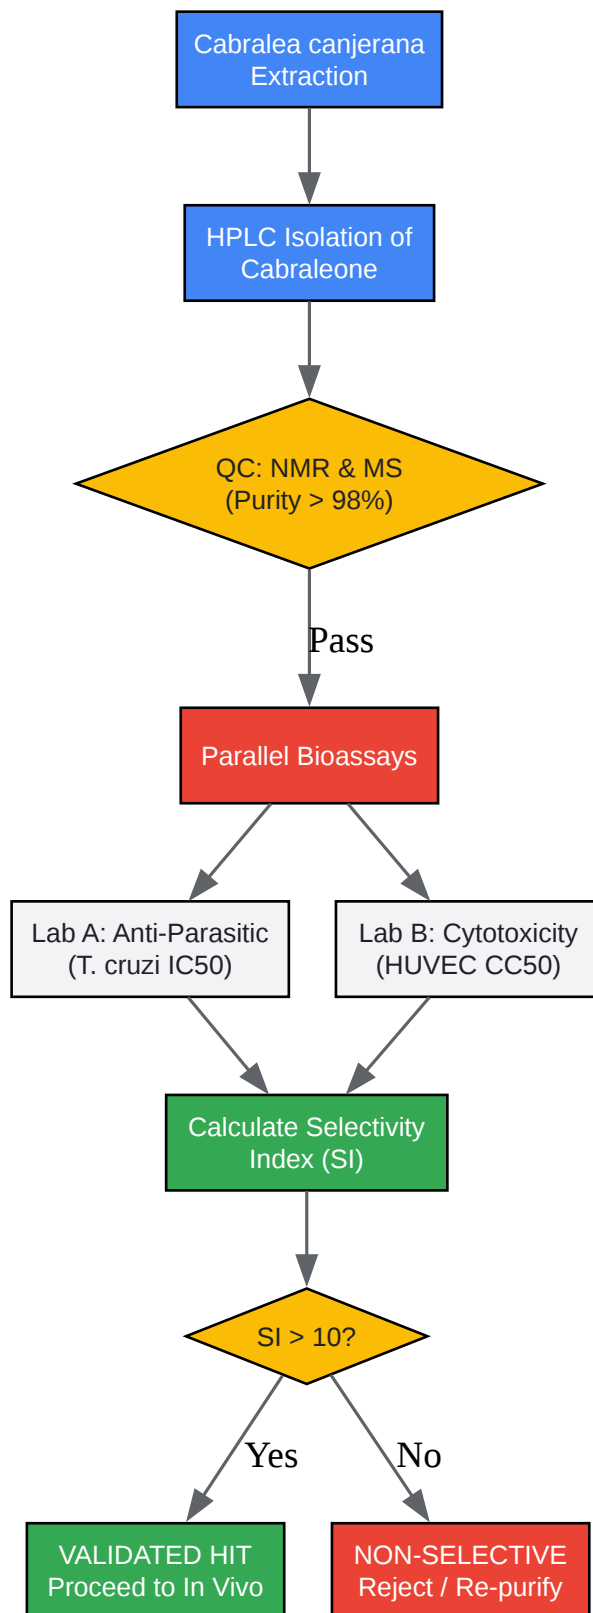 Cabralea canjerana
Extraction
HPLC Isolation of
Cabraleone
QC: NMR & MS
(Purity > 98%)
Pass
Parallel Bioassays
Lab A: Anti-Parasitic
(T. cruzi IC50)
Lab B: Cytotoxicity
(HUVEC CC50)
Calculate Selectivity
Index (SI)
SI > 10?
Yes
No
VALIDATED HIT
Proceed to In Vivo
NON-SELECTIVE
Reject / Re-purify